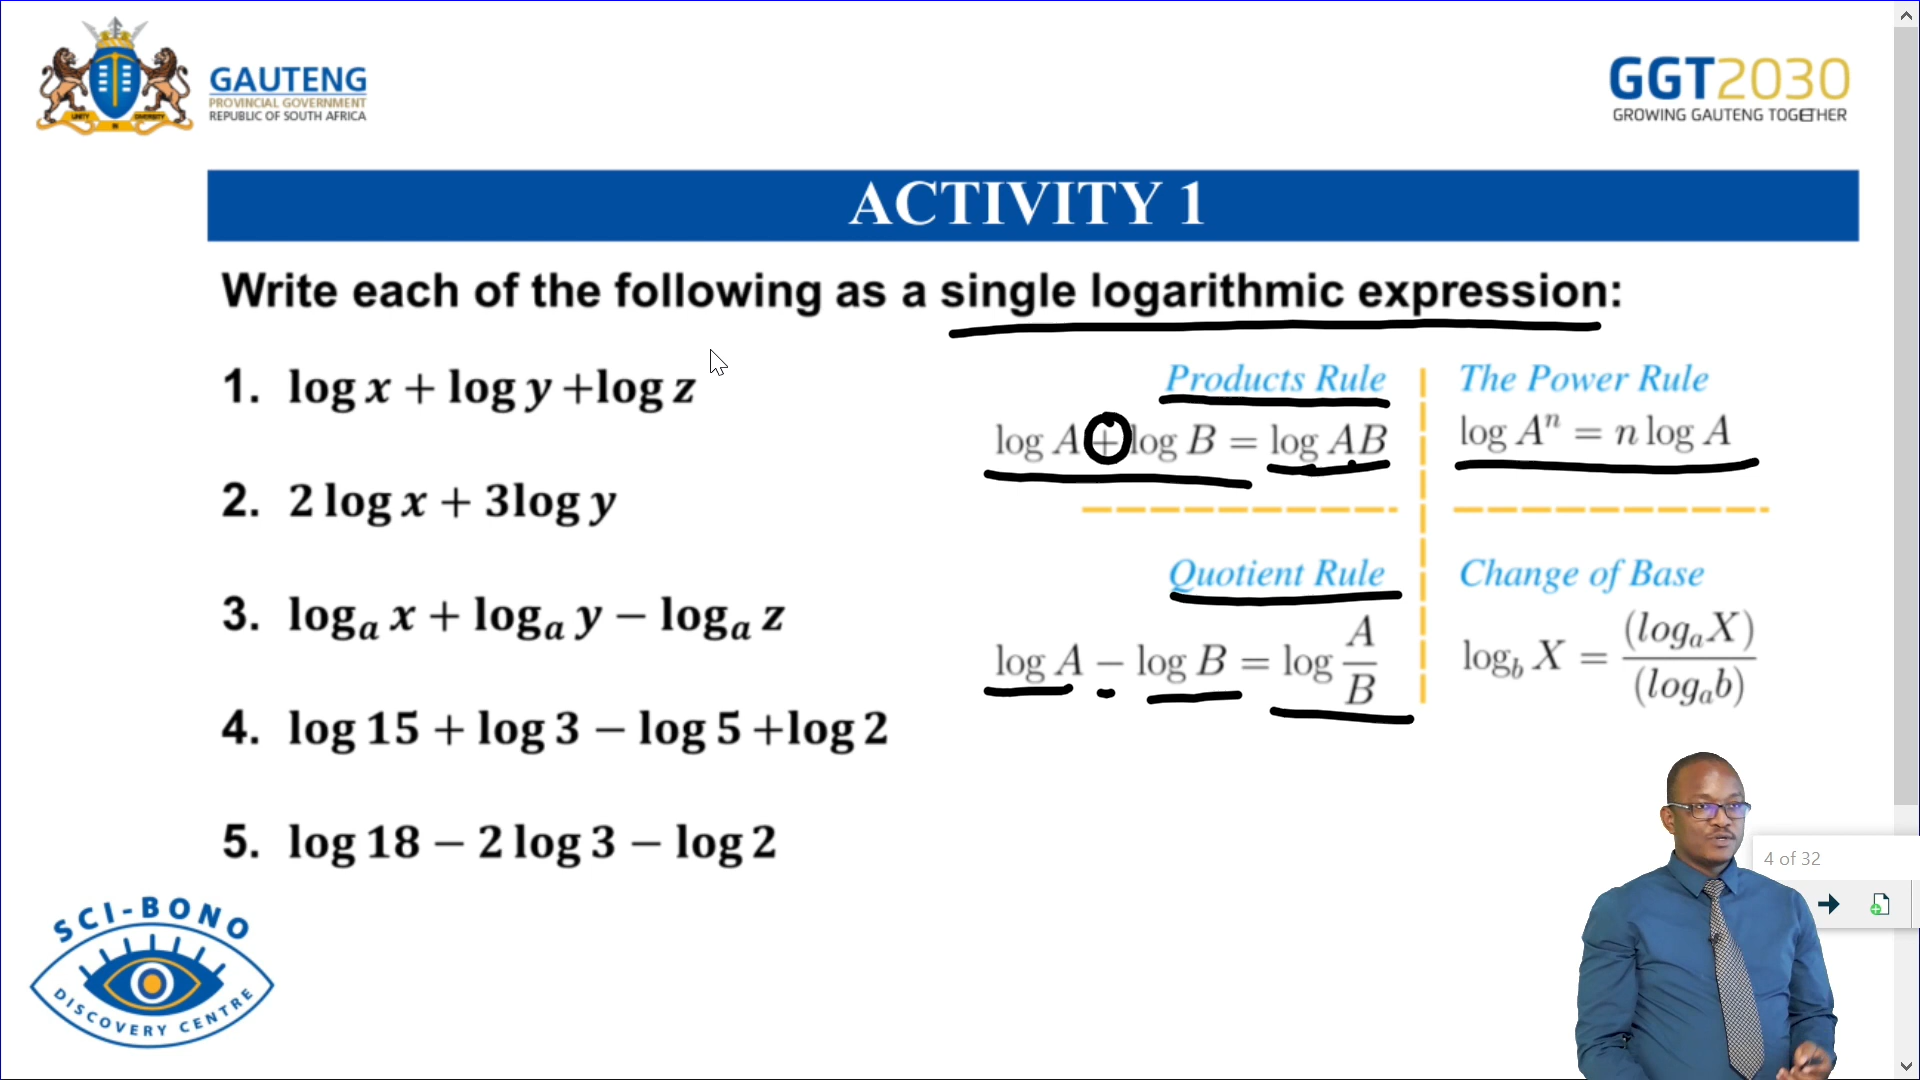 GAUTENG
PROVINCIAL GOVERNMENT
REPUBLIC OF SOUTH AFRICA
UNITY IN DIVERSITY
GGT2030
GROWING GAUTENG TOGETHER
ACTIVITY 1
Write each of the following as a single logarithmic expression:
1. log x + log y +log z
2. 2 log x + 3log y
3. logₐ x + logₐ y − logₐ z
4. log 15 + log 3 − log 5 +log 2
5. log 18 − 2 log 3 − log 2
Products Rule
log A + log B = log AB
The Power Rule
log Aⁿ = n log A
Quotient Rule
log A − log B = log A/B
Change of Base
log_b X = (logₐX)/(logₐb)
4 of 32
SCI-BONO
DISCOVERY CENTRE